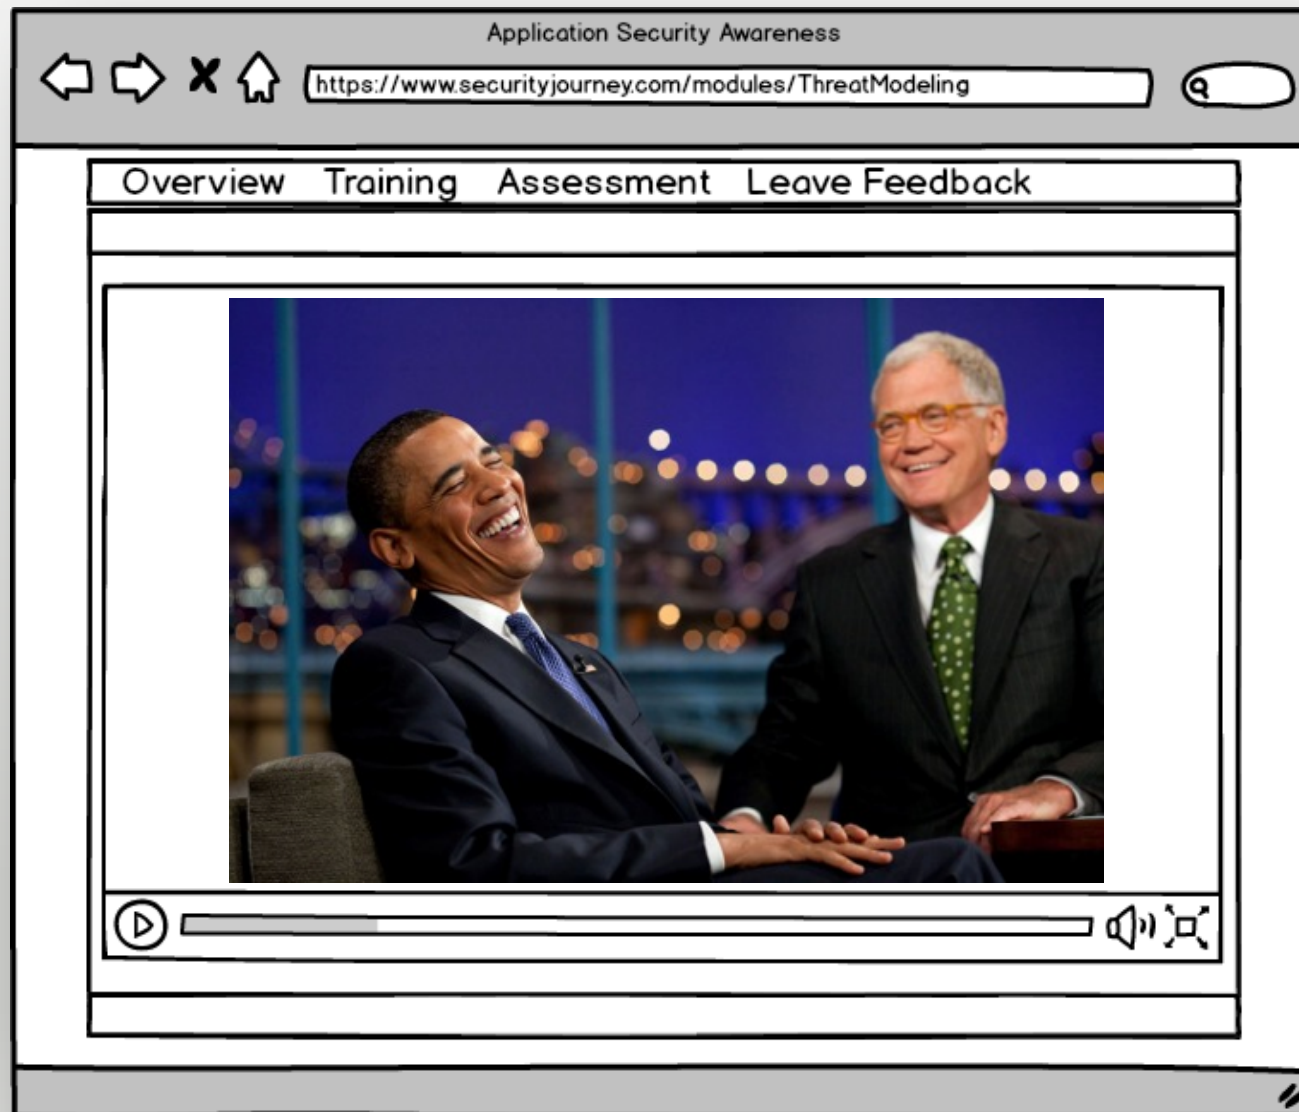 Application Security Awareness
https://www.securityjourney.com/modules/ThreatModeling
Overview Training Assessment Leave Feedback